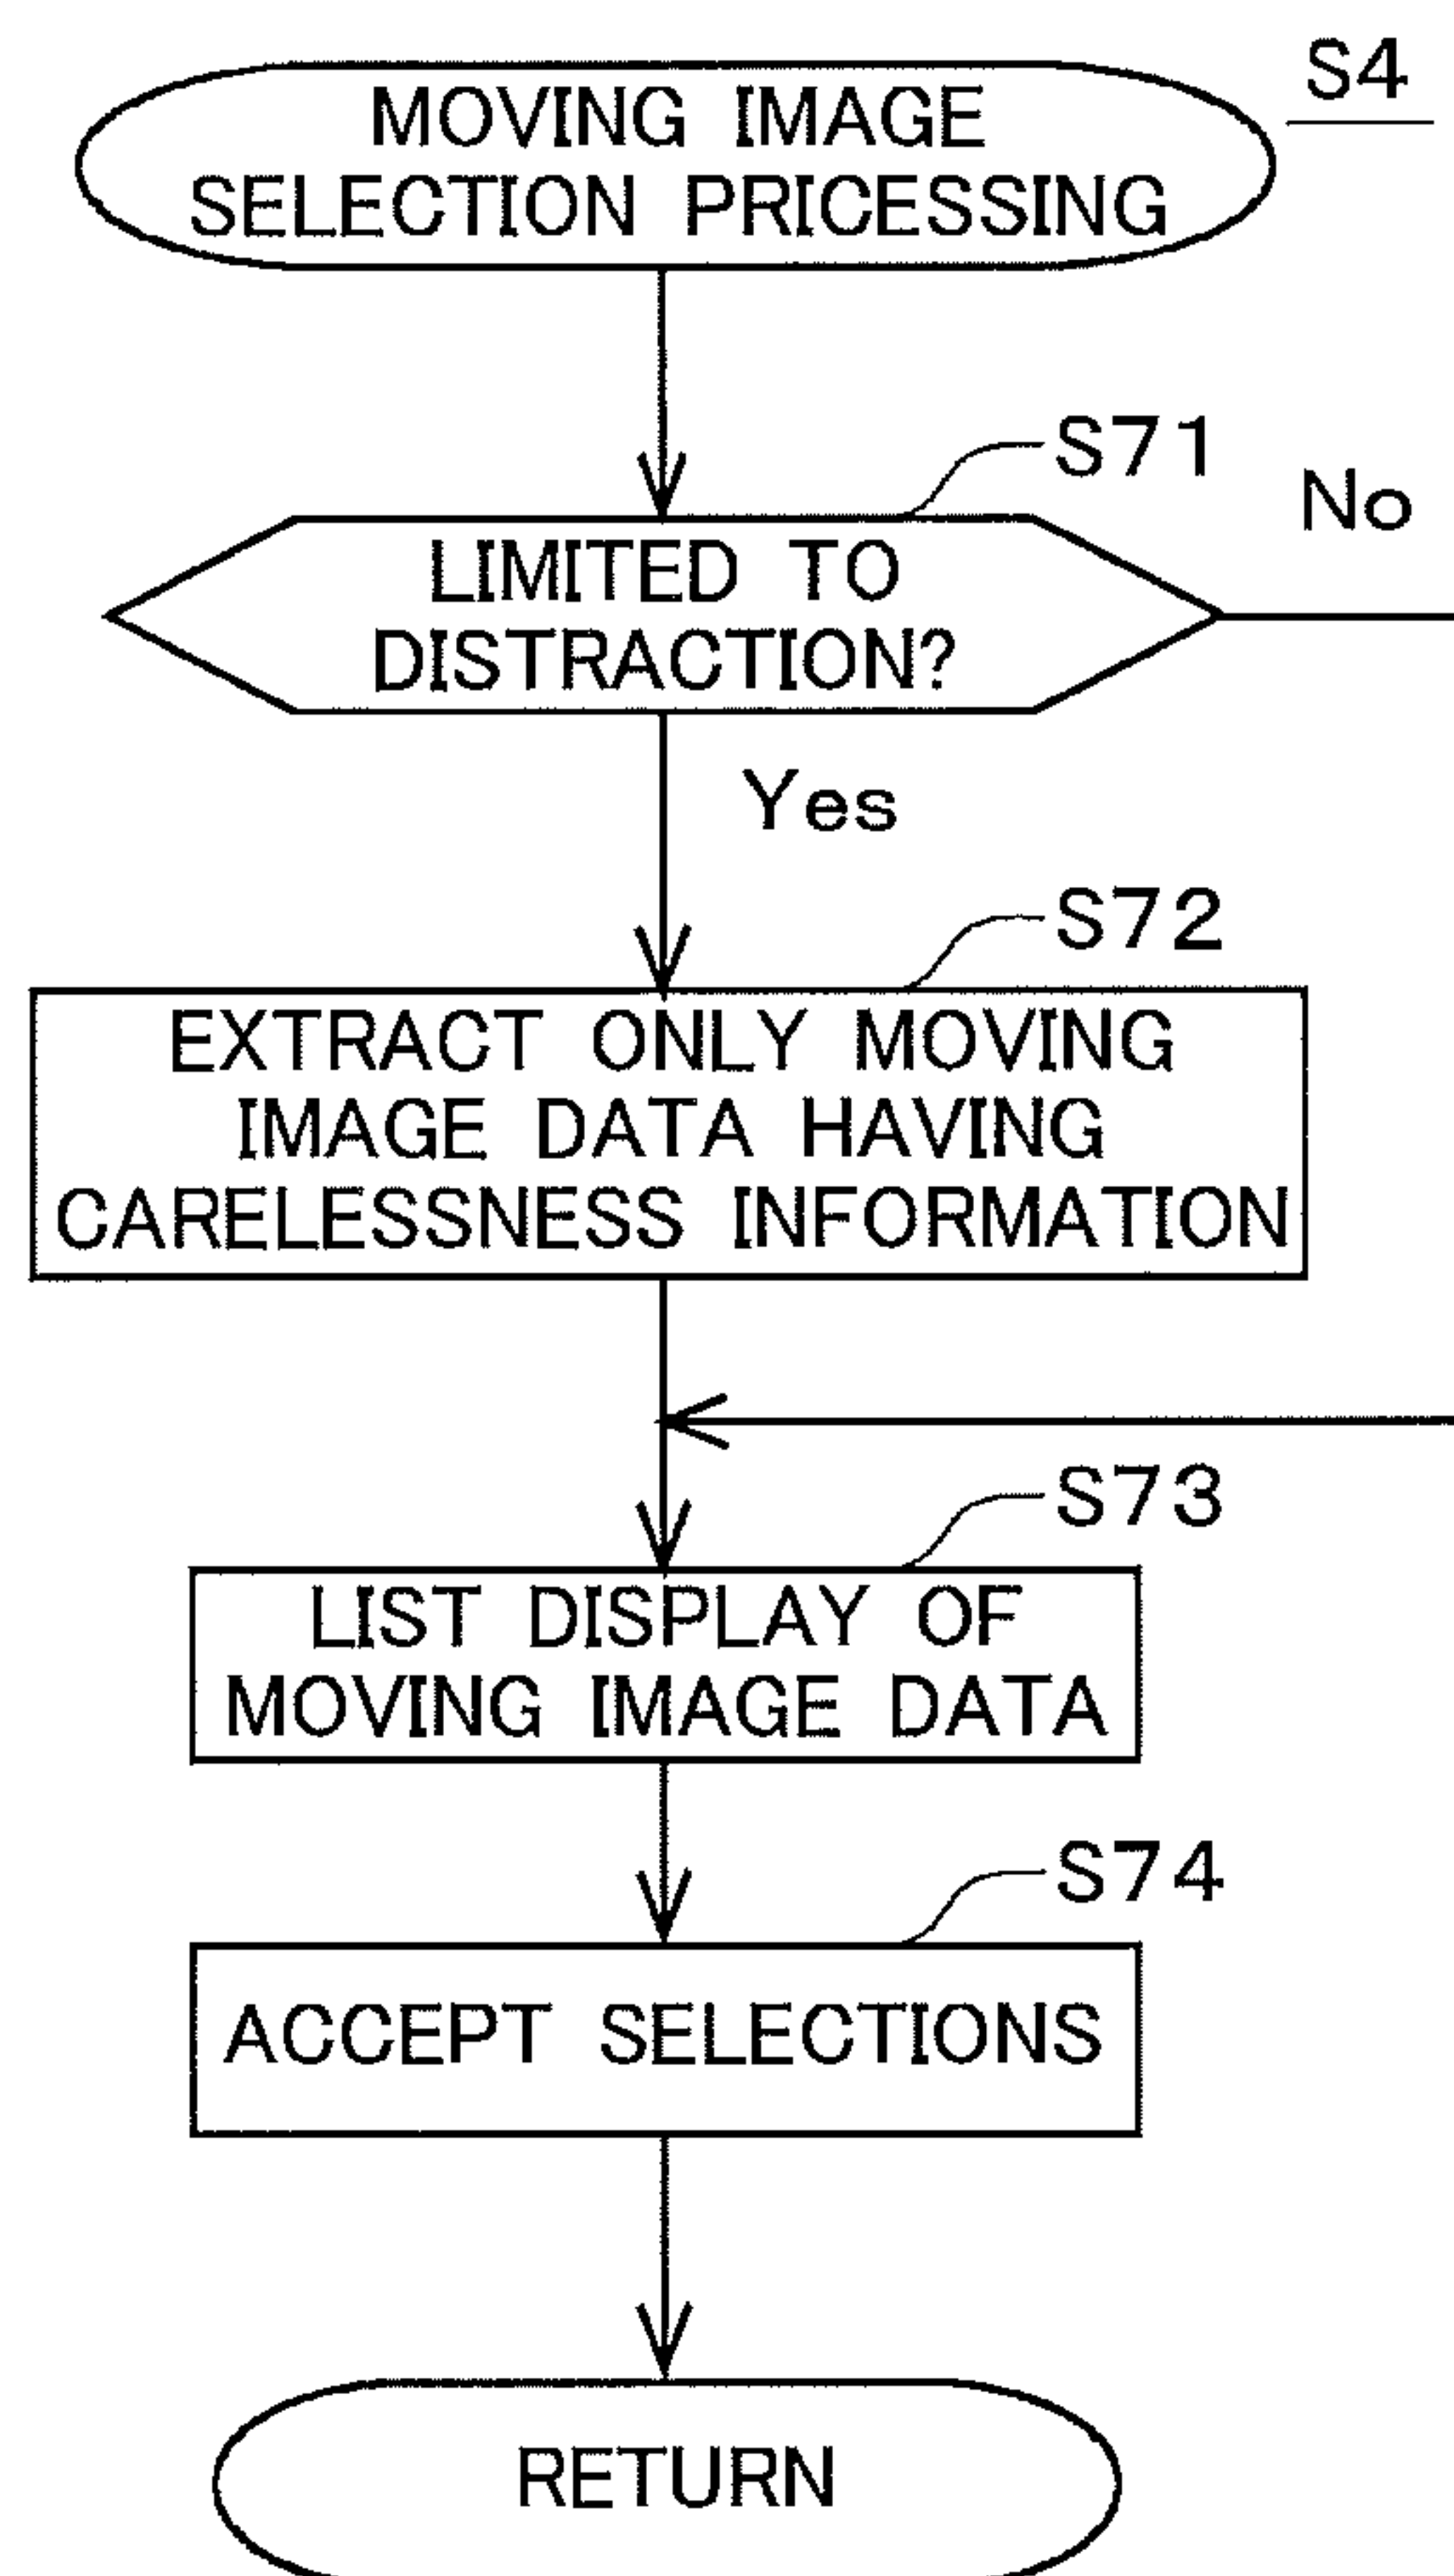 S4
MOVING IMAGE
SELECTION PRICESSING
S71
No
LIMITED TO
DISTRACTION?
Yes
S72
EXTRACT ONLY MOVING
IMAGE DATA HAVING
CARELESSNESS INFORMATION
S73
LIST DISPLAY OF
MOVING IMAGE DATA
S74
ACCEPT SELECTIONS
RETURN